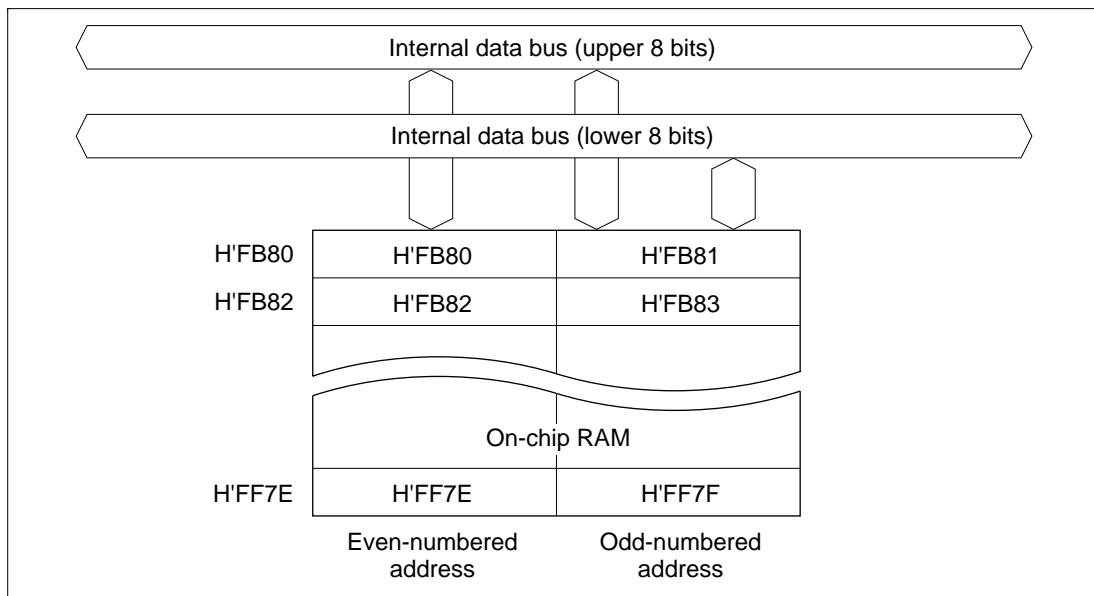 Internal data bus (upper 8 bits)
Internal data bus (lower 8 bits)
H'FB80 H'FB80 H'FB81
H'FB82 H'FB82 H'FB83
On-chip RAM
H'FF7E H'FF7E H'FF7F
Even-numbered address
Odd-numbered address